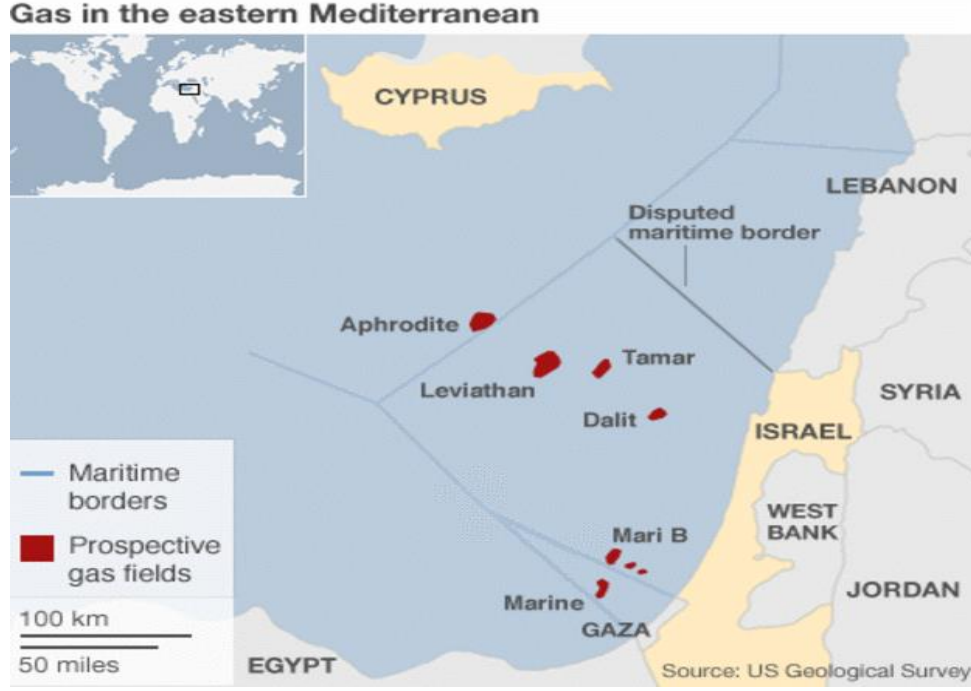 Gas in the eastern Mediterranean
CYPRUS
LEBANON
Disputed
maritime border
Aphrodite
Tamar
Leviathan
Dalit
SYRIA
ISRAEL
Maritime
borders
WEST
BANK
Mari B
Prospective
gas fields
JORDAN
Marine
100 km
GAZA
50 miles
EGYPT
Source: US Geological Survey